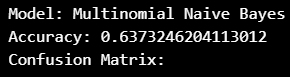 Model: Multinomial Naive Bayes
Accuracy: 0.6373246204113012
Confusion Matrix: